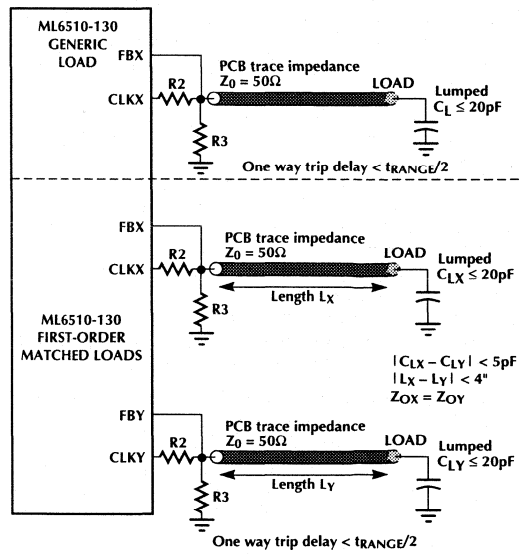 ML6510-130
GENERIC
LOAD
FBX
CLKX
R2
R3
PCB trace impedance
Z0 = 50Ω
LOAD
Lumped
CL ≤ 20pF
One way trip delay < tRANGE/2
ML6510-130
FIRST-ORDER
MATCHED LOADS
FBX
CLKX
R2
R3
PCB trace impedance
Z0 = 50Ω
LOAD
Length LX
Lumped
CLX ≤ 20pF
|CLX – CLY| < 5pF
|LX – LY| < 4"
ZOX = ZOY
FBY
CLKY
R2
R3
PCB trace impedance
Z0 = 50Ω
LOAD
Length LY
Lumped
CLY ≤ 20pF
One way trip delay < tRANGE/2